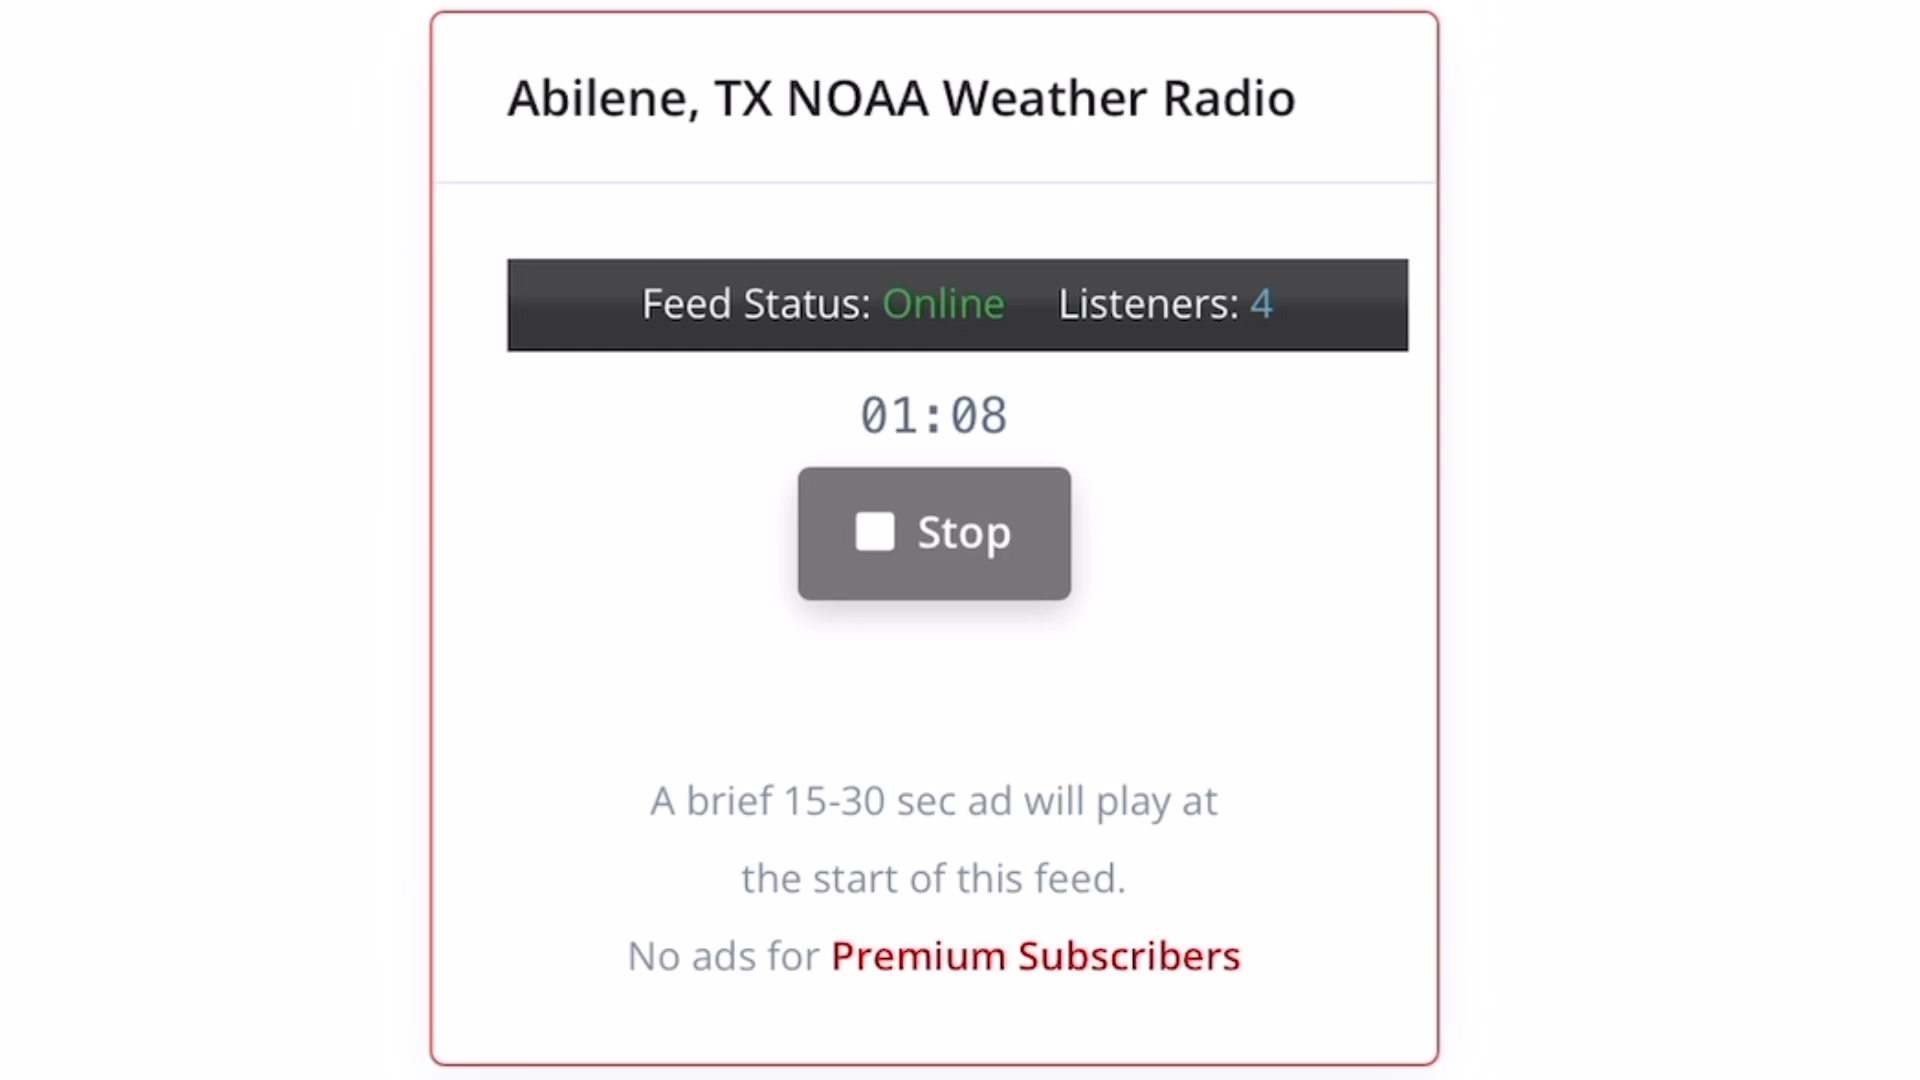 Abilene, TX NOAA Weather Radio
Feed Status: Online Listeners: 4
01:08
Stop
A brief 15-30 sec ad will play at
the start of this feed.
No ads for Premium Subscribers